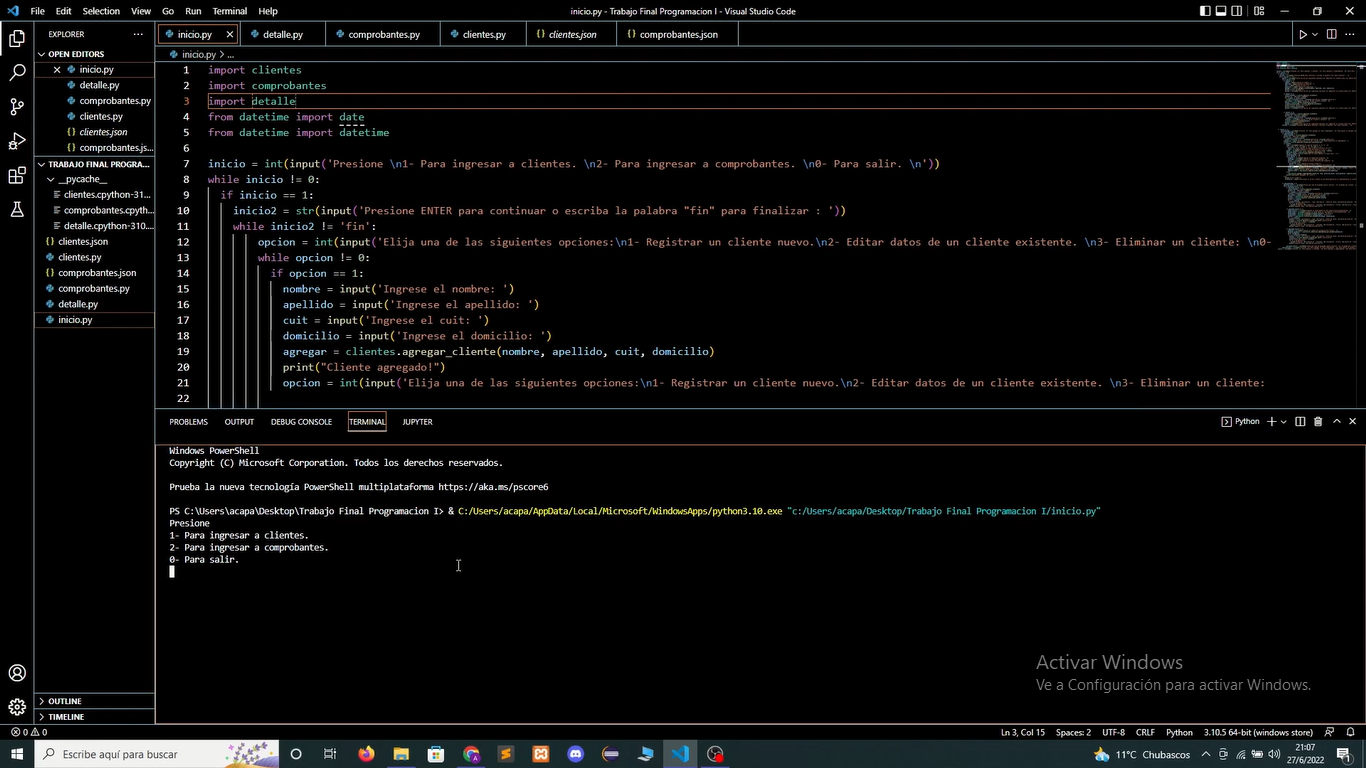 File Edit Selection View Go Run Terminal Help
inicio.py - Trabajo Final Programacion I - Visual Studio Code
EXPLORER
OPEN EDITORS
inicio.py
detalle.py
comprobantes.py
clientes.py
clientes.json
comprobantes.js...
TRABAJO FINAL PROGRA...
__pycache__
clientes.cpython-31...
comprobantes.cpyth...
detalle.cpython-310...
clientes.json
clientes.py
comprobantes.json
comprobantes.py
detalle.py
inicio.py
OUTLINE
TIMELINE
inicio.py detalle.py comprobantes.py clientes.py clientes.json comprobantes.json
inicio.py > ...
1 import clientes
2 import comprobantes
3 import detalle
4 from datetime import date
5 from datetime import datetime
6
7 inicio = int(input('Presione \n1- Para ingresar a clientes. \n2- Para ingresar a comprobantes. \n0- Para salir. \n'))
8 while inicio != 0:
9 if inicio == 1:
10 inicio2 = str(input('Presione ENTER para continuar o escriba la palabra "fin" para finalizar : '))
11 while inicio2 != 'fin':
12 opcion = int(input('Elija una de las siguientes opciones:\n1- Registrar un cliente nuevo.\n2- Editar datos de un cliente existente. \n3- Eliminar un cliente: \n0-
13 while opcion != 0:
14 if opcion == 1:
15 nombre = input('Ingrese el nombre: ')
16 apellido = input('Ingrese el apellido: ')
17 cuit = input('Ingrese el cuit: ')
18 domicilio = input('Ingrese el domicilio: ')
19 agregar = clientes.agregar_cliente(nombre, apellido, cuit, domicilio)
20 print("Cliente agregado!")
21 opcion = int(input('Elija una de las siguientes opciones:\n1- Registrar un cliente nuevo.\n2- Editar datos de un cliente existente. \n3- Eliminar un cliente:
22
PROBLEMS OUTPUT DEBUG CONSOLE TERMINAL JUPYTER
Python
Windows PowerShell
Copyright (C) Microsoft Corporation. Todos los derechos reservados.
Prueba la nueva tecnología PowerShell multiplataforma https://aka.ms/pscore6
PS C:\Users\acapa\Desktop\Trabajo Final Programacion I> & C:/Users/acapa/AppData/Local/Microsoft/WindowsApps/python3.10.exe "c:/Users/acapa/Desktop/Trabajo Final Programacion I/inicio.py"
Presione
1- Para ingresar a clientes.
2- Para ingresar a comprobantes.
0- Para salir.
Activar Windows
Ve a Configuración para activar Windows.
0 0
Ln 3, Col 15 Spaces: 2 UTF-8 CRLF Python 3.10.5 64-bit (windows store)
Escribe aquí para buscar
11°C Chubascos
21:07
27/6/2022